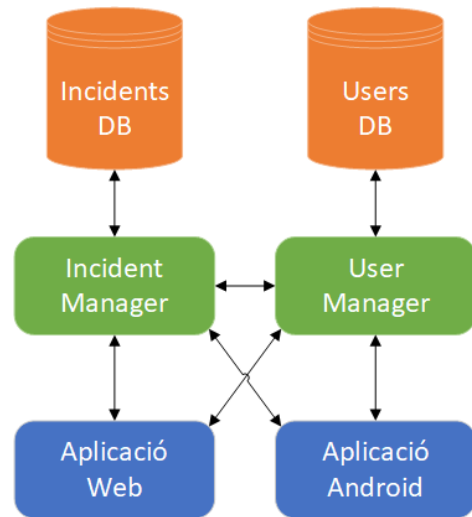 Incidents
DB
Users
DB
Incident
Manager
User
Manager
Aplicació
Web
Aplicació
Android